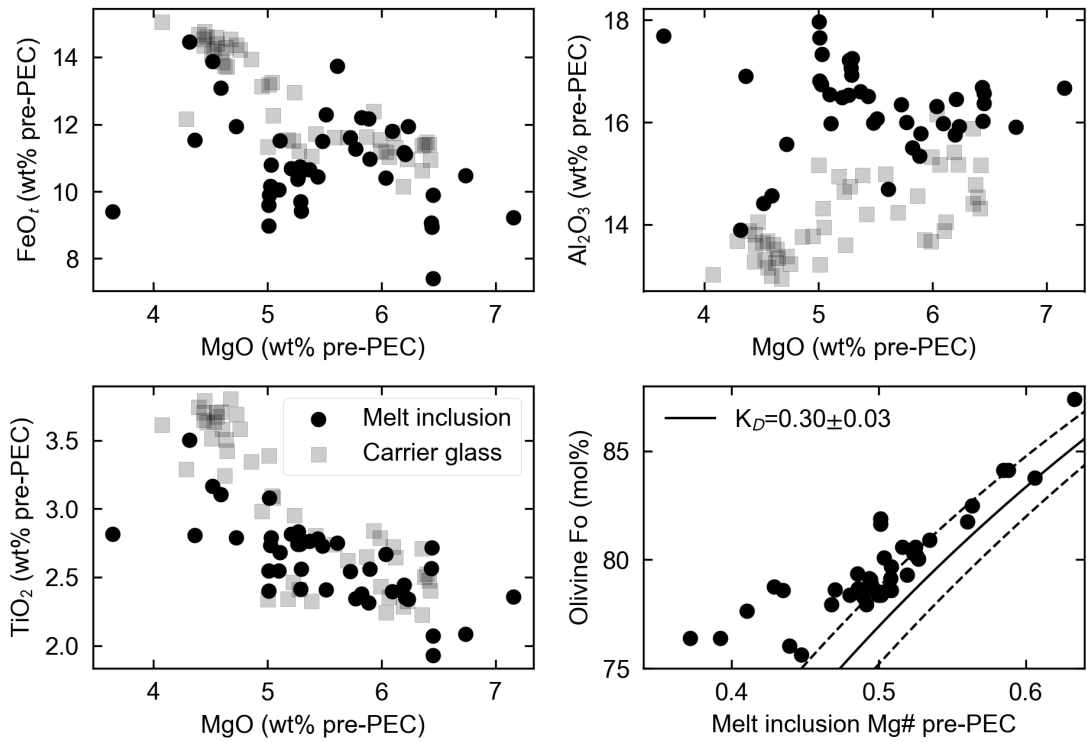 14
12
10
8
FeOₜ (wt% pre-PEC)
4 5 6 7
MgO (wt% pre-PEC)
18
16
14
Al₂O₃ (wt% pre-PEC)
4 5 6 7
MgO (wt% pre-PEC)
3.5
3.0
2.5
2.0
TiO₂ (wt% pre-PEC)
Melt inclusion
Carrier glass
4 5 6 7
MgO (wt% pre-PEC)
85
80
75
Olivine Fo (mol%)
K_D=0.30±0.03
0.4 0.5 0.6
Melt inclusion Mg# pre-PEC